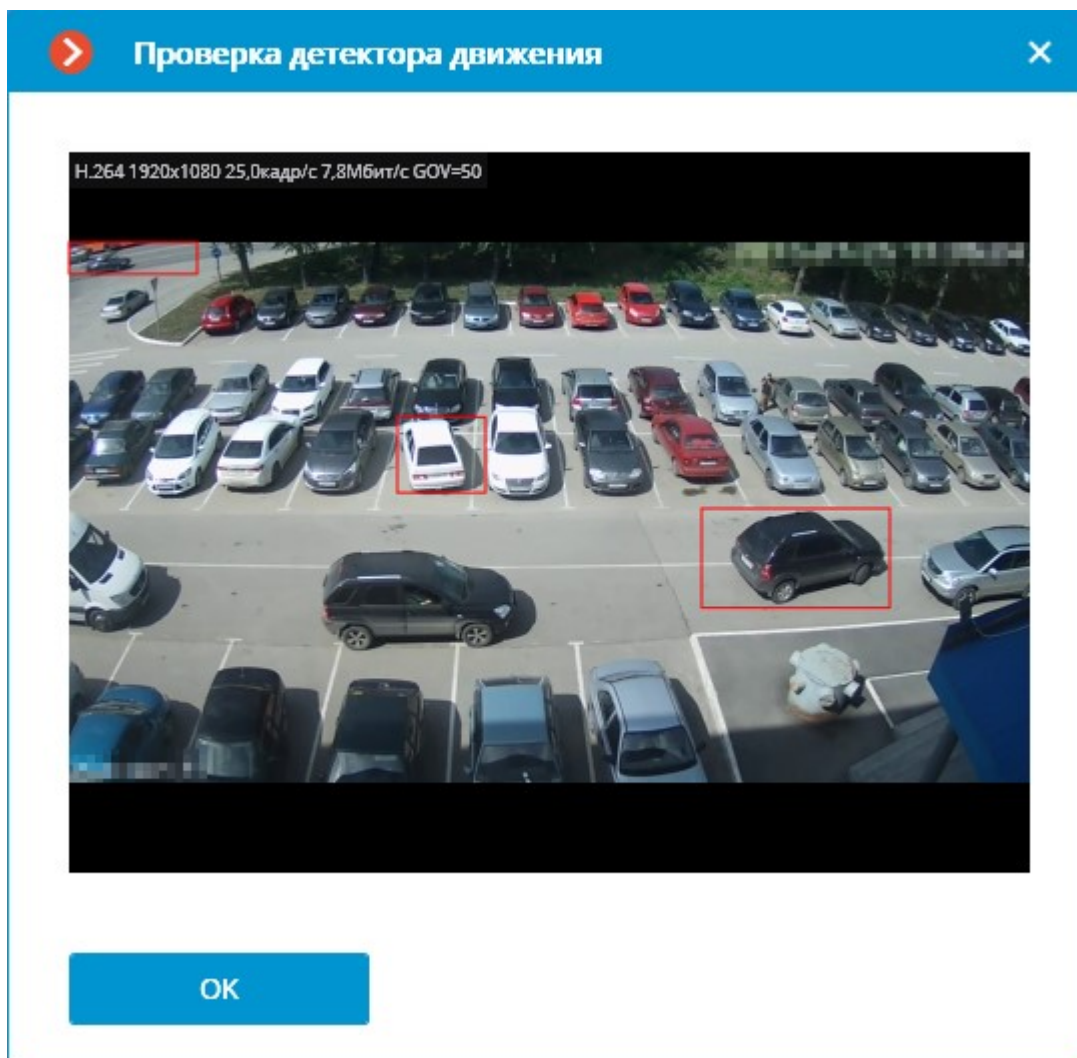 Проверка детектора движения
H.264 1920x1080 25,0кадр/с 7,8Мбит/с GOV=50
OK